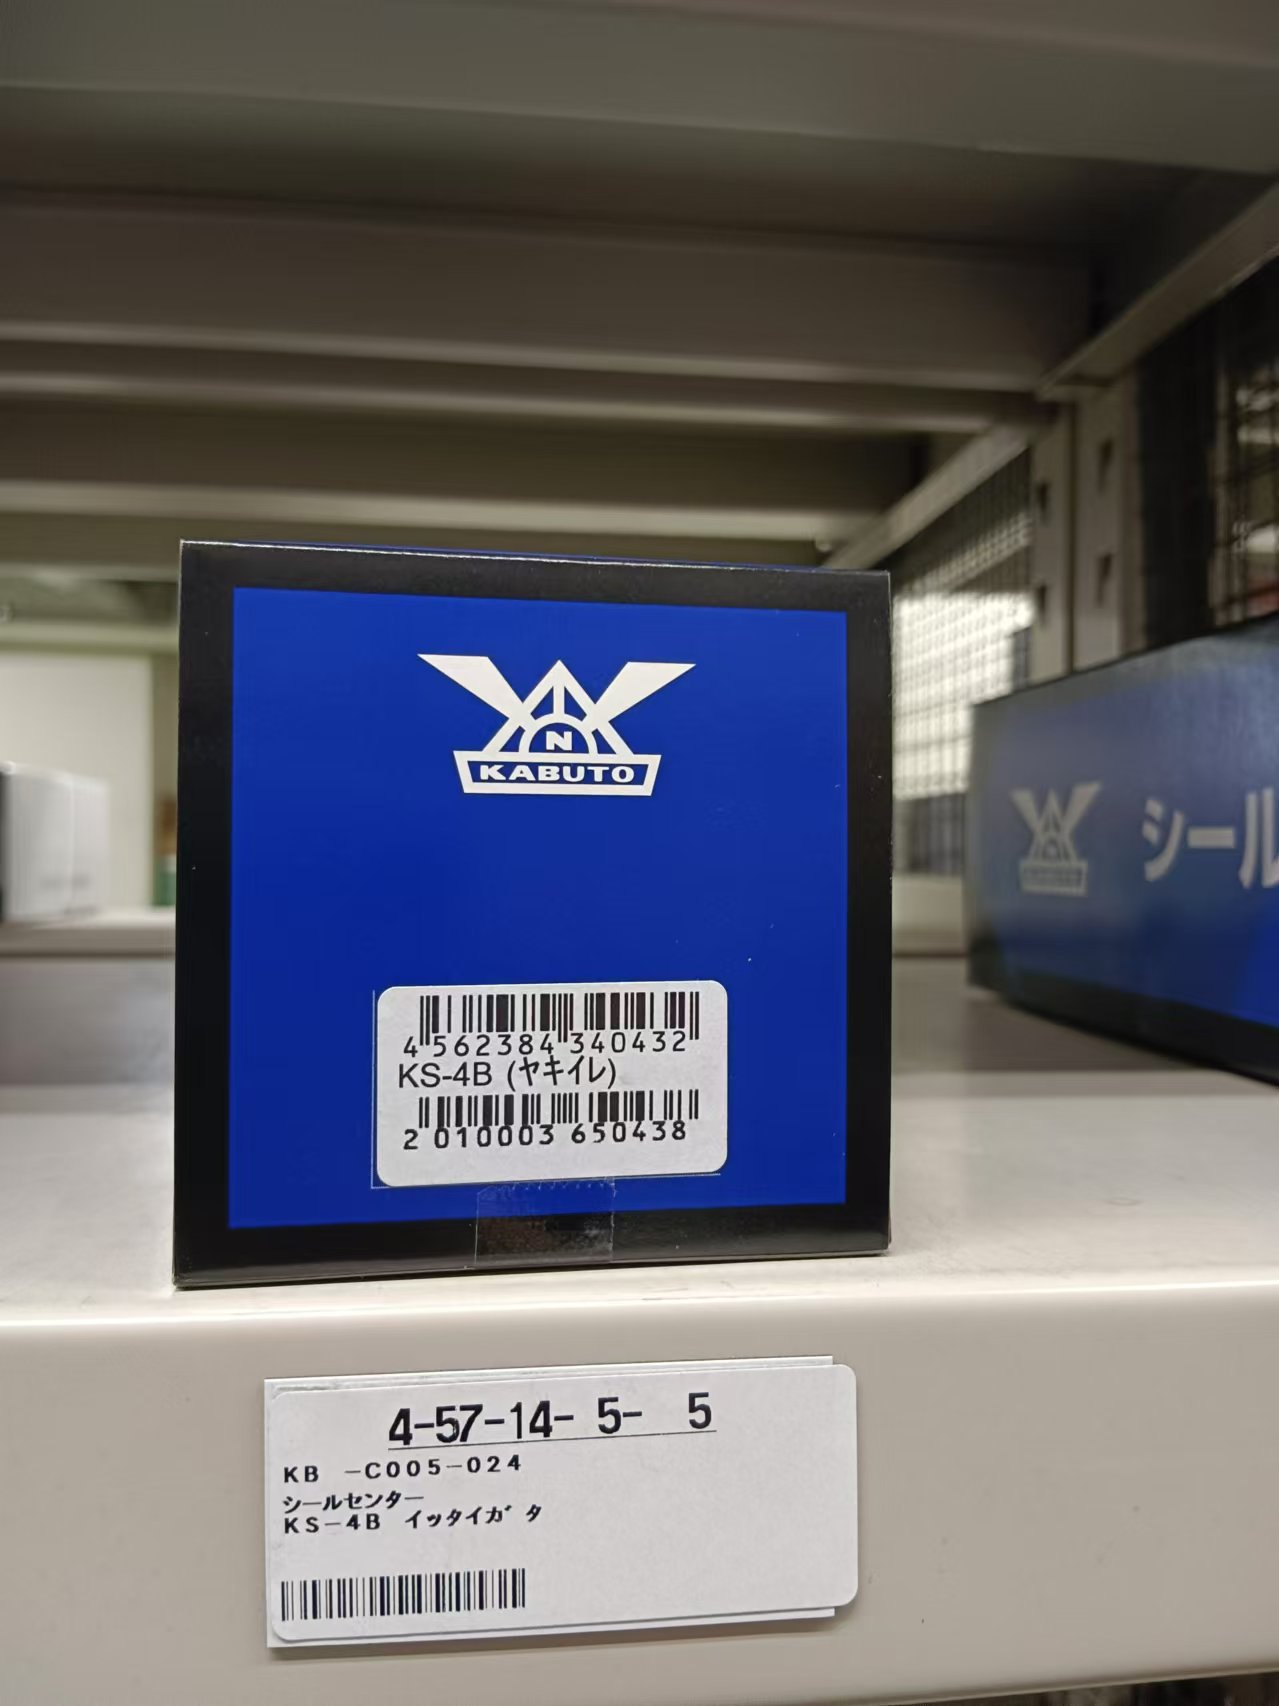 N
KABUTO
シール
4 562384 340432
KS-4B (ヤキイレ)
2 010003 650438
4-57-14- 5-  5
KB -C005-024
シールセンター
KS-4B イッタイガタ